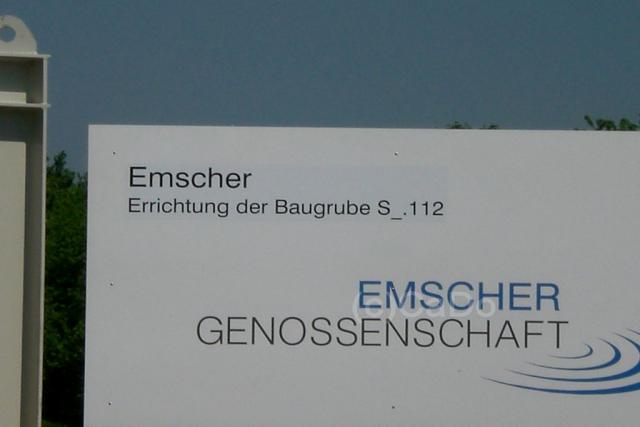 Emscher
Errichtung der Baugrube S_.112
EMSCHER
GENOSSENSCHAFT